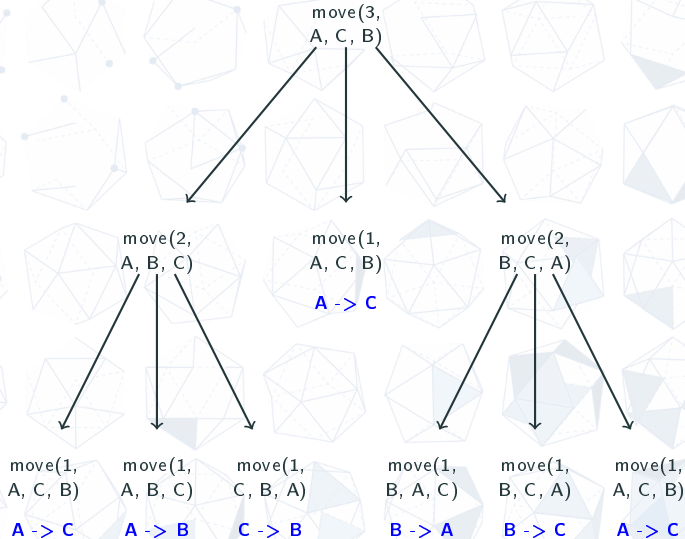 move(3,
A, C, B)
move(2,
A, B, C)
move(1,
A, C, B)
A -> C
move(2,
B, C, A)
move(1,
A, C, B)
A -> C
move(1,
A, B, C)
A -> B
move(1,
C, B, A)
C -> B
move(1,
B, A, C)
B -> A
move(1,
B, C, A)
B -> C
move(1,
A, C, B)
A -> C